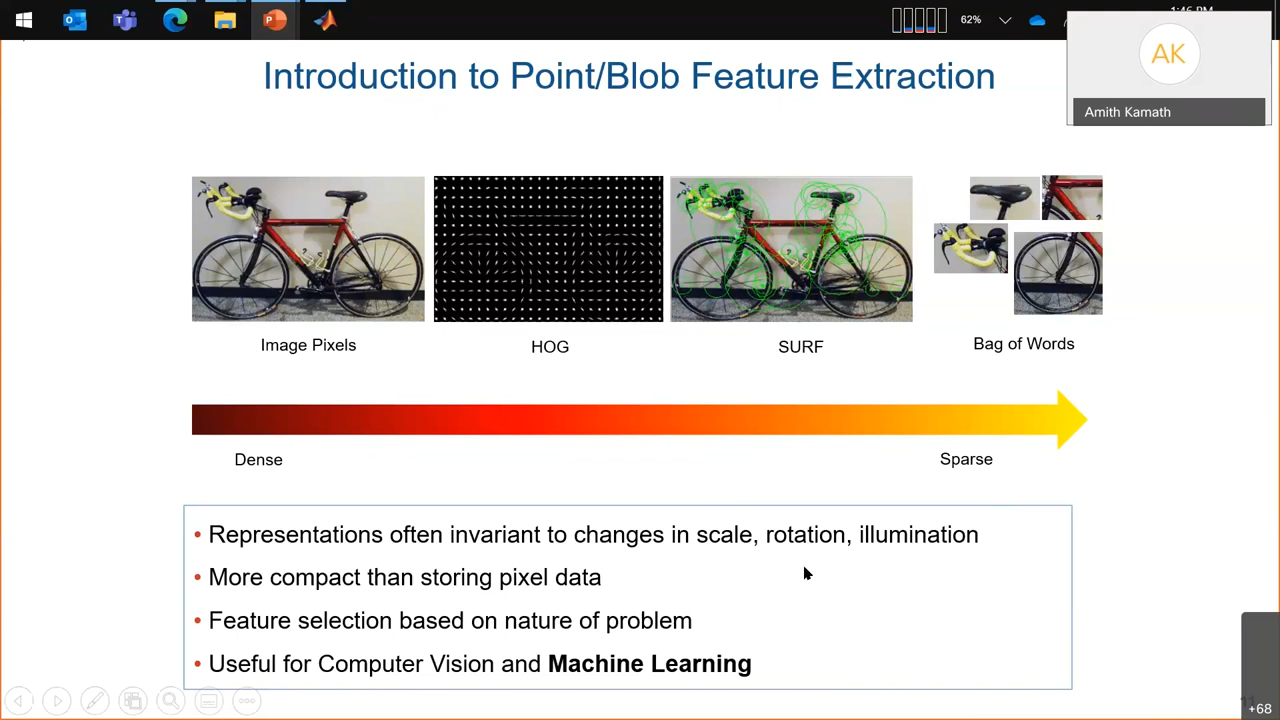 62%
Introduction to Point/Blob Feature Extraction
AK
Amith Kamath
Image Pixels
HOG
SURF
Bag of Words
Dense
Sparse
• Representations often invariant to changes in scale, rotation, illumination
• More compact than storing pixel data
• Feature selection based on nature of problem
• Useful for Computer Vision and Machine Learning
+68